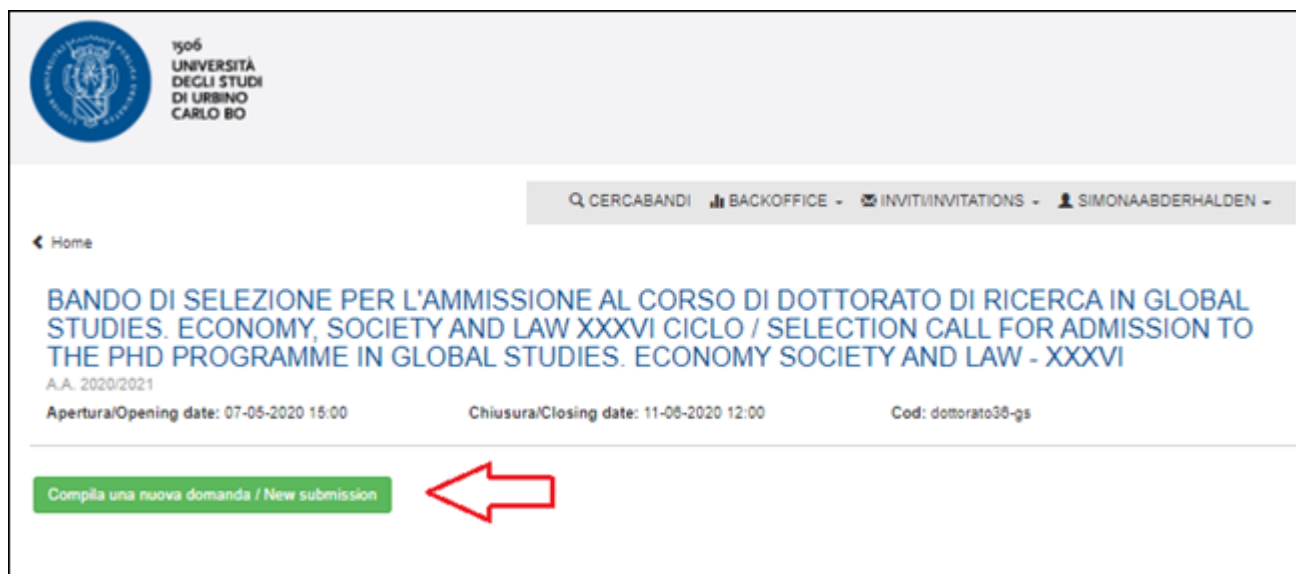 1506
UNIVERSITÀ
DEGLI STUDI
DI URBINO
CARLO BO
CERCABANDI BACKOFFICE INVITI/INVITATIONS SIMONAABDERHALDEN
Home
BANDO DI SELEZIONE PER L'AMMISSIONE AL CORSO DI DOTTORATO DI RICERCA IN GLOBAL
STUDIES. ECONOMY, SOCIETY AND LAW XXXVI CICLO / SELECTION CALL FOR ADMISSION TO
THE PHD PROGRAMME IN GLOBAL STUDIES. ECONOMY SOCIETY AND LAW - XXXVI
A.A. 2020/2021
Apertura/Opening date: 07-05-2020 15:00 Chiusura/Closing date: 11-06-2020 12:00 Cod: dottorato36-gs
Compila una nuova domanda / New submission